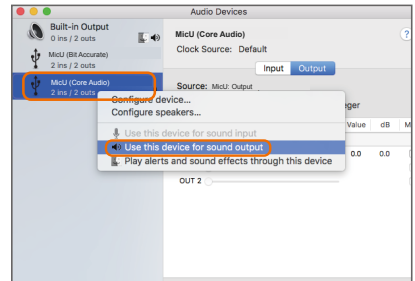 Audio Devices
Built-in Output
0 ins / 2 outs
MicU (Bit Accurate)
2 ins / 2 outs
MicU (Core Audio)
2 ins / 2 outs
MicU (Core Audio)
?
Clock Source: Default
Input Output
Source: MicU: Output
Configure device...
Configure speakers...
Use this device for sound input
Use this device for sound output
Play alerts and sound effects through this device
Value dB M
0.0 0.0
OUT 2